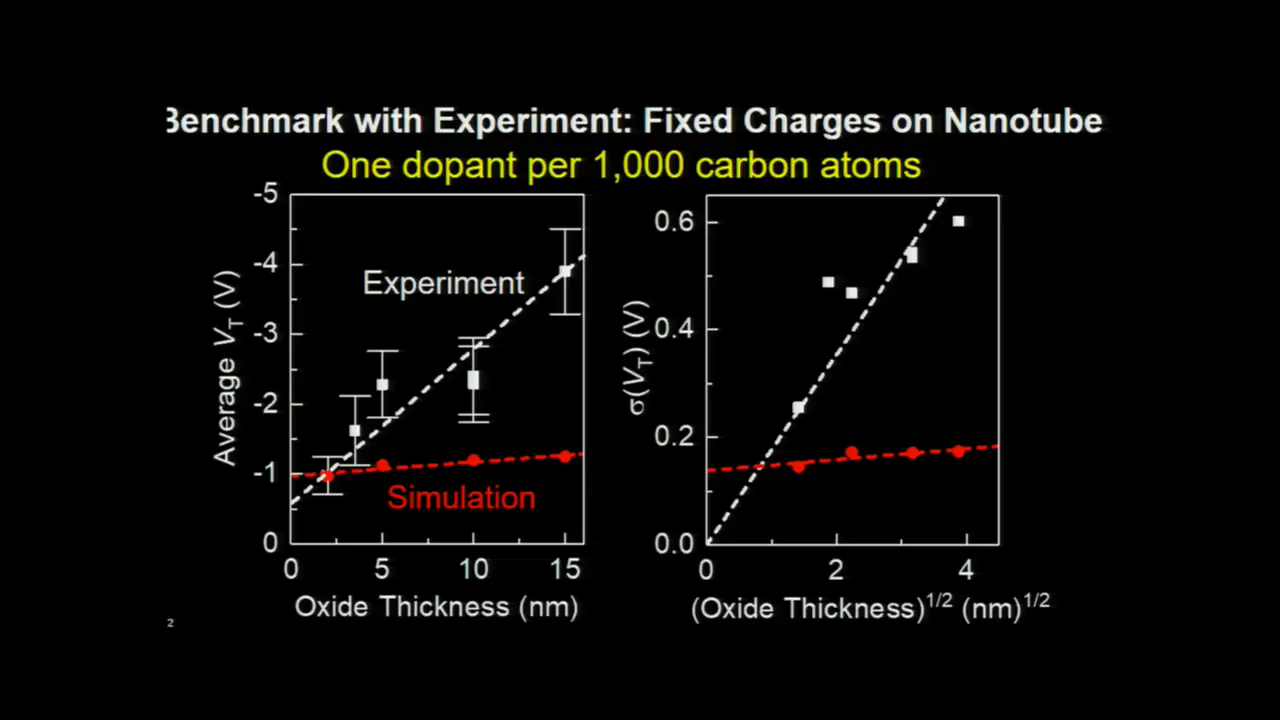 Benchmark with Experiment: Fixed Charges on Nanotube
One dopant per 1,000 carbon atoms
-5
-4
-3
-2
-1
0
Average VT (V)
Experiment
Simulation
0 5 10 15
Oxide Thickness (nm)
0.6
0.4
0.2
0.0
σ(VT) (V)
0 2 4
(Oxide Thickness)1/2 (nm)1/2
2